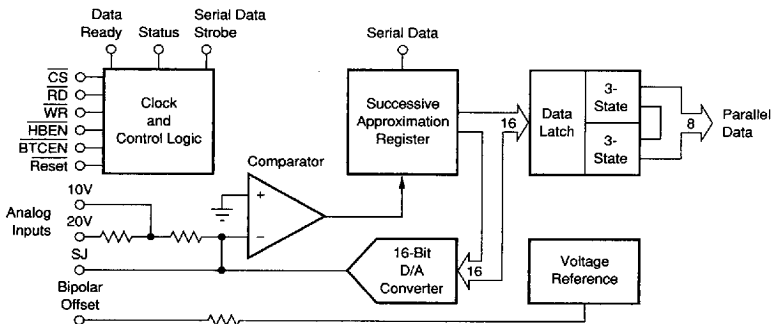 Data
Ready
Status
Serial Data
Strobe
Serial Data
CS
RD
WR
HBEN
BTCEN
Reset
Clock
and
Control Logic
Successive
Approximation
Register
16
Data
Latch
3-
State
3-
State
8
Parallel
Data
Comparator
+
−
10V
Analog
Inputs
20V
SJ
Bipolar
Offset
16-Bit
D/A
Converter
16
Voltage
Reference